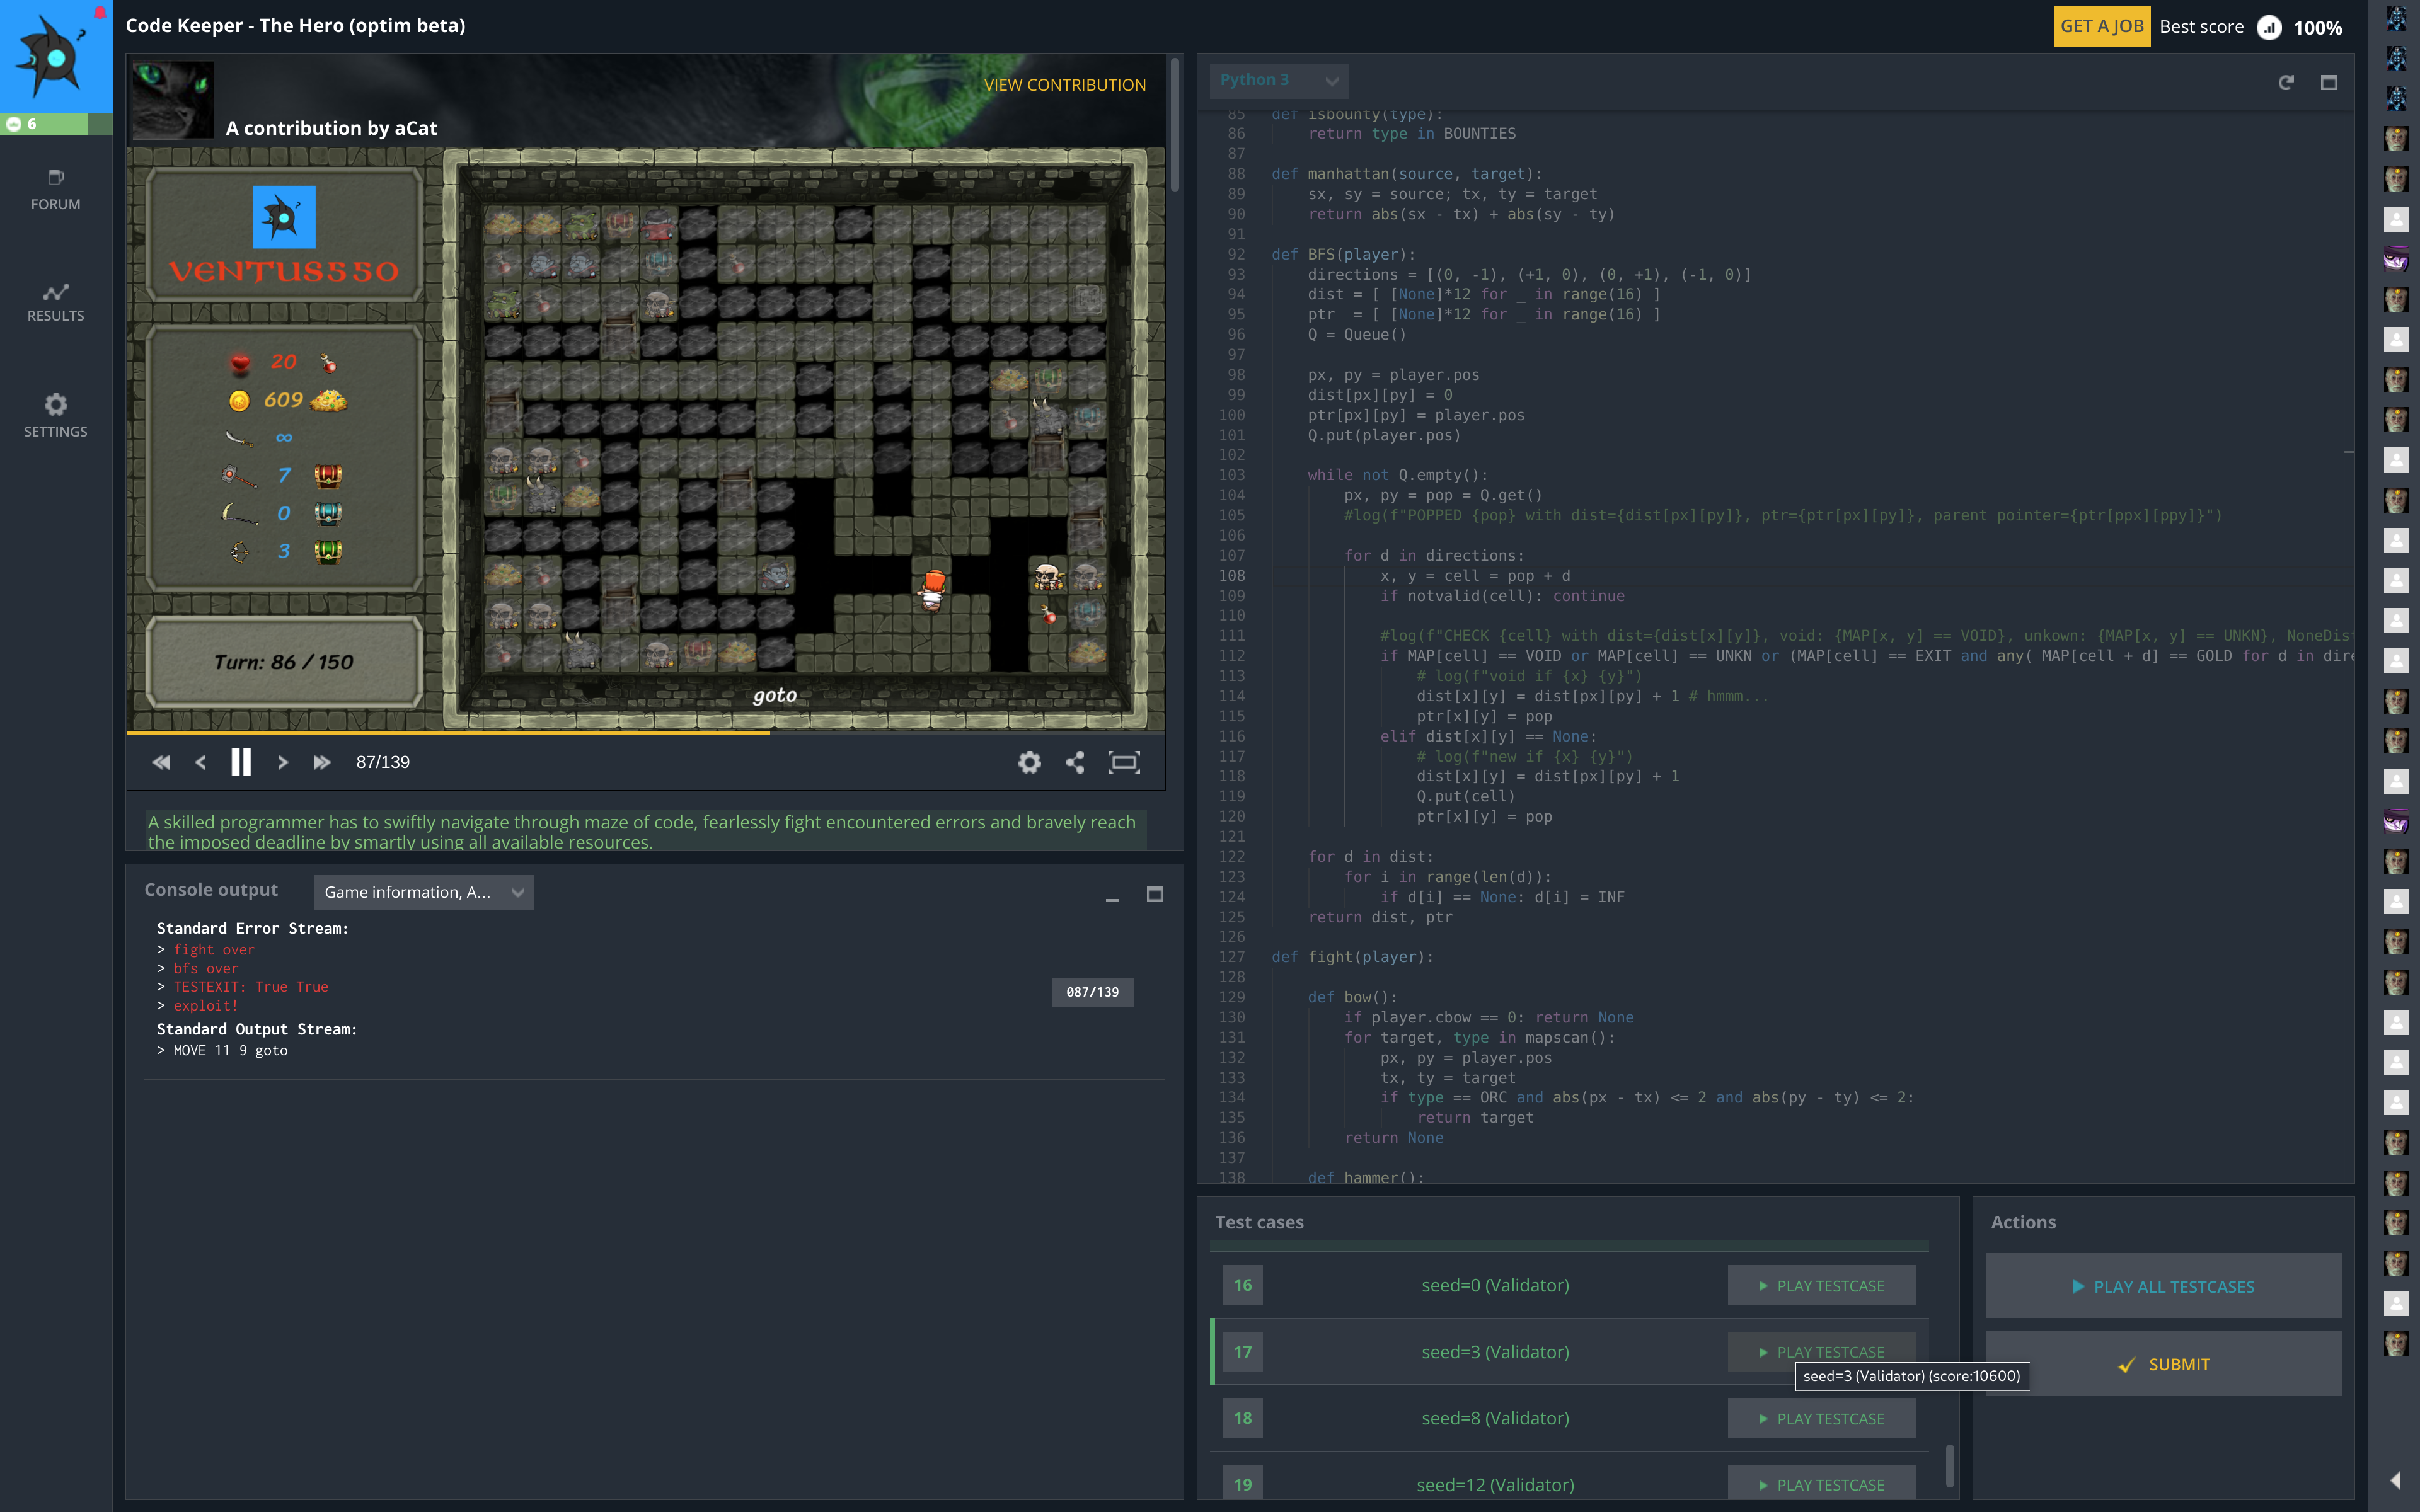 Code Keeper - The Hero (optim beta)
GET A JOB
Best score
100%
6
FORUM
RESULTS
SETTINGS
VIEW CONTRIBUTION
A contribution by aCat
VENTUS550
20
609
∞
7
0
3
Turn: 86 / 150
goto
87/139
A skilled programmer has to swiftly navigate through maze of code, fearlessly fight encountered errors and bravely reach
the imposed deadline by smartly using all available resources.
Console output
Game information, A...
Standard Error Stream:
> fight over
> bfs over
> TESTEXIT: True True
> exploit!
087/139
Standard Output Stream:
> MOVE 11 9 goto
Python 3
85 def isbounty(type):
86 return type in BOUNTIES
87
88 def manhattan(source, target):
89 sx, sy = source; tx, ty = target
90 return abs(sx - tx) + abs(sy - ty)
91
92 def BFS(player):
93 directions = [(0, -1), (+1, 0), (0, +1), (-1, 0)]
94 dist = [ [None]*12 for _ in range(16) ]
95 ptr  = [ [None]*12 for _ in range(16) ]
96 Q = Queue()
97
98 px, py = player.pos
99 dist[px][py] = 0
100 ptr[px][py] = player.pos
101 Q.put(player.pos)
102
103 while not Q.empty():
104 px, py = pop = Q.get()
105 #log(f"POPPED {pop} with dist={dist[px][py]}, ptr={ptr[px][py]}, parent pointer={ptr[ppx][ppy]}")
106
107 for d in directions:
108 x, y = cell = pop + d
109 if notvalid(cell): continue
110
111 #log(f"CHECK {cell} with dist={dist[x][y]}, void: {MAP[x, y] == VOID}, unkown: {MAP[x, y] == UNKN}, NoneDis
112 if MAP[cell] == VOID or MAP[cell] == UNKN or (MAP[cell] == EXIT and any( MAP[cell + d] == GOLD for d in dire
113 # log(f"void if {x} {y}")
114 dist[x][y] = dist[px][py] + 1 # hmmm...
115 ptr[x][y] = pop
116 elif dist[x][y] == None:
117 # log(f"new if {x} {y}")
118 dist[x][y] = dist[px][py] + 1
119 Q.put(cell)
120 ptr[x][y] = pop
121
122 for d in dist:
123 for i in range(len(d)):
124 if d[i] == None: d[i] = INF
125 return dist, ptr
126
127 def fight(player):
128
129 def bow():
130 if player.cbow == 0: return None
131 for target, type in mapscan():
132 px, py = player.pos
133 tx, ty = target
134 if type == ORC and abs(px - tx) <= 2 and abs(py - ty) <= 2:
135 return target
136 return None
137
138 def hammer():
Test cases
16 seed=0 (Validator) PLAY TESTCASE
17 seed=3 (Validator) PLAY TESTCASE
seed=3 (Validator) (score:10600)
18 seed=8 (Validator) PLAY TESTCASE
19 seed=12 (Validator) PLAY TESTCASE
Actions
PLAY ALL TESTCASES
SUBMIT